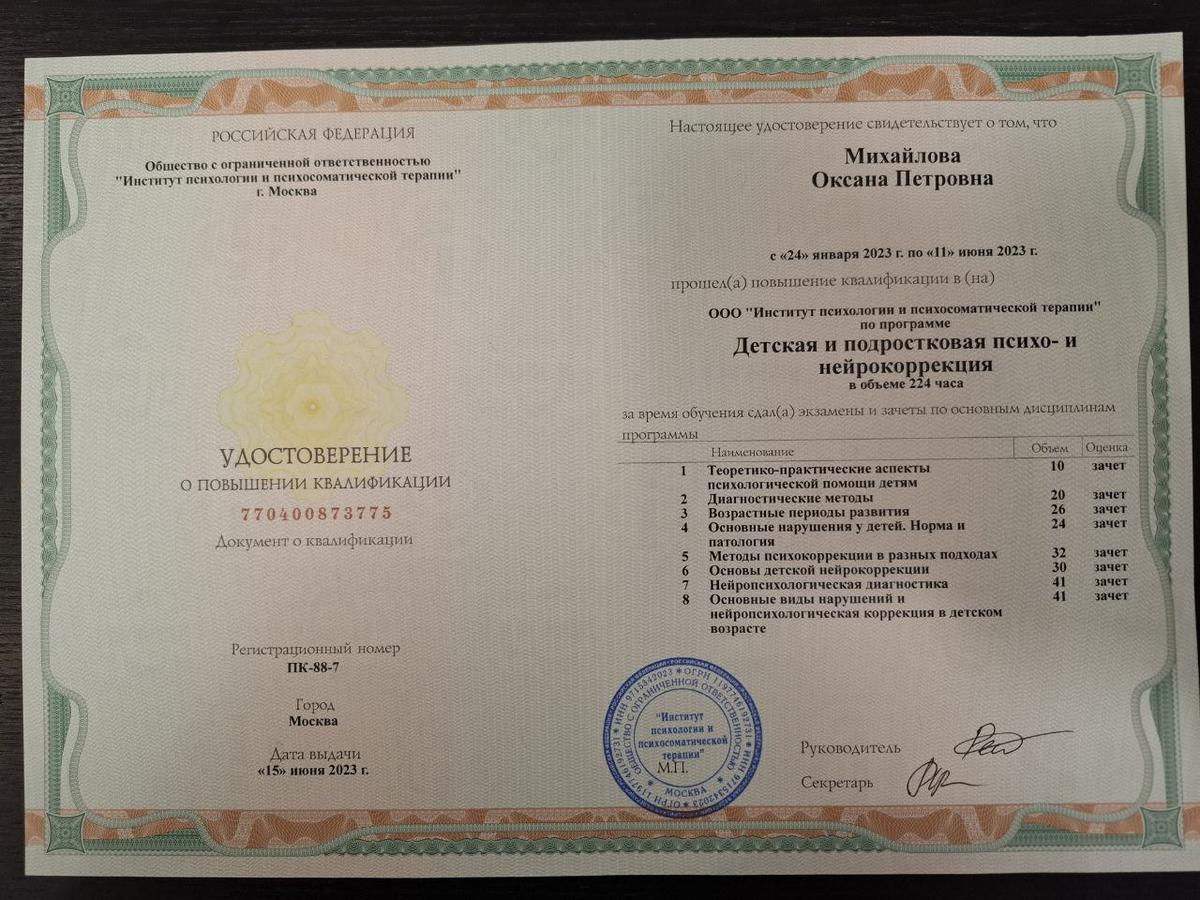 РОССИЙСКАЯ ФЕДЕРАЦИЯ
Общество с ограниченной ответственностью
"Институт психологии и психосоматической терапии"
г. Москва
УДОСТОВЕРЕНИЕ
О ПОВЫШЕНИИ КВАЛИФИКАЦИИ
770400873775
Документ о квалификации
Регистрационный номер
ПК-88-7
Город
Москва
Дата выдачи
«15» июня 2023 г.
Настоящее удостоверение свидетельствует о том, что
Михайлова
Оксана Петровна
с «24» января 2023 г. по «11» июня 2023 г.
прошел(а) повышение квалификации в (на)
ООО "Институт психологии и психосоматической терапии"
по программе
Детская и подростковая психо- и
нейрокоррекция
в объеме 224 часа
за время обучения сдал(а) экзамены и зачеты по основным дисциплинам
программы
Наименование Объем Оценка
1 Теоретико-практические аспекты 10 зачет
психологической помощи детям
2 Диагностические методы 20 зачет
3 Возрастные периоды развития 26 зачет
4 Основные нарушения у детей. Норма и 24 зачет
патология
5 Методы психокоррекции в разных подходах 32 зачет
6 Основы детской нейрокоррекции 30 зачет
7 Нейропсихологическая диагностика 41 зачет
8 Основные виды нарушений и 41 зачет
нейропсихологическая коррекция в детском
возрасте
ИНН 9715342023 * ОГРН 1197746192731
ОБЩЕСТВО С ОГРАНИЧЕННОЙ ОТВЕТСТВЕННОСТЬЮ
"Институт
психологии и
психосоматической
терапии"
М.П.
* МОСКВА *
Руководитель
Секретарь